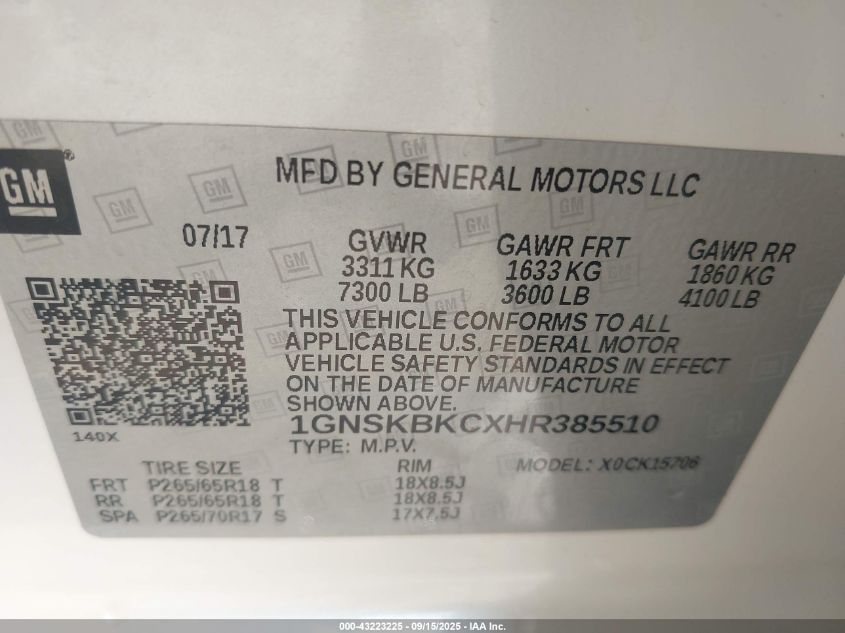 GM
®
MFD BY GENERAL MOTORS LLC
07/17
GVWR
3311 KG
7300 LB
GAWR FRT
1633 KG
3600 LB
GAWR RR
1860 KG
4100 LB
THIS VEHICLE CONFORMS TO ALL
APPLICABLE U.S. FEDERAL MOTOR
VEHICLE SAFETY STANDARDS IN EFFECT
ON THE DATE OF MANUFACTURE
SHOWN ABOVE.
1GNSKBKCXHR385510
140X
TYPE: M.P.V.
TIRE SIZE RIM MODEL: X0CK15706
FRT P265/65R18 T 18X8.5J
RR P265/65R18 T 18X8.5J
SPA P265/70R17 S 17X7.5J
000-43223225 - 09/15/2025 - IAA Inc.